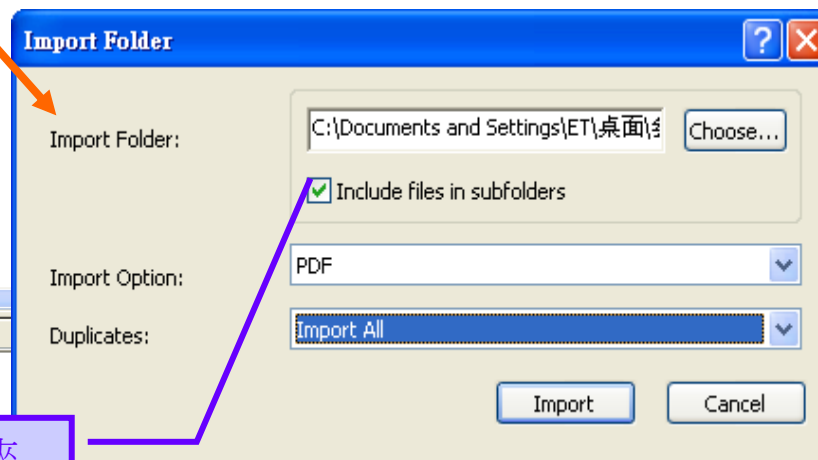 Import Folder
Import Folder:
C:\Documents and Settings\ET\桌面\
Choose...
Include files in subfolders
Import Option:
PDF
Duplicates:
Import All
Import
Cancel